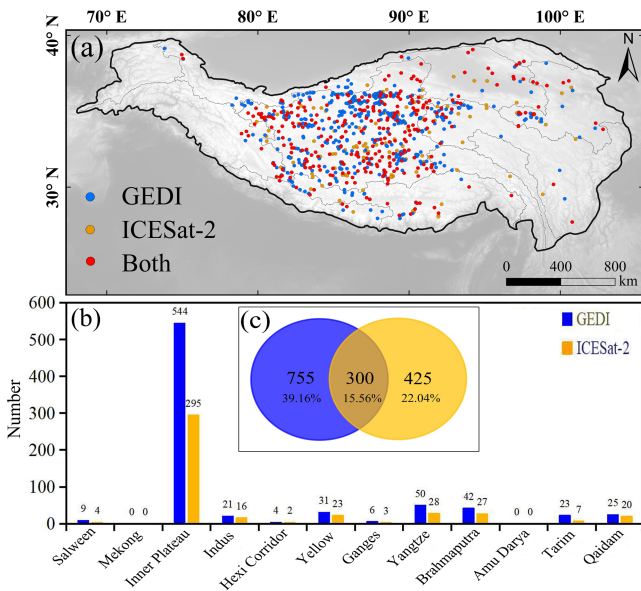 70° E 80° E 90° E 100° E
40° N
30° N
(a)
N
GEDI
ICESat-2
Both
0 400 800
km
(b)
(c)
GEDI
ICESat-2
755 300 425
39.16% 15.56% 22.04%
Number
600
500
400
300
200
100
0
9 4
0 0
544 295
21 16
4 2
31 23
6 3
50 28
42 27
0 0
23 7
25 20
Salween
Mekong
Inner Plateau
Indus
Hexi Corridor
Yellow
Ganges
Yangtze
Brahmaputra
Amu Darya
Tarim
Qaidam
40° N
30° N